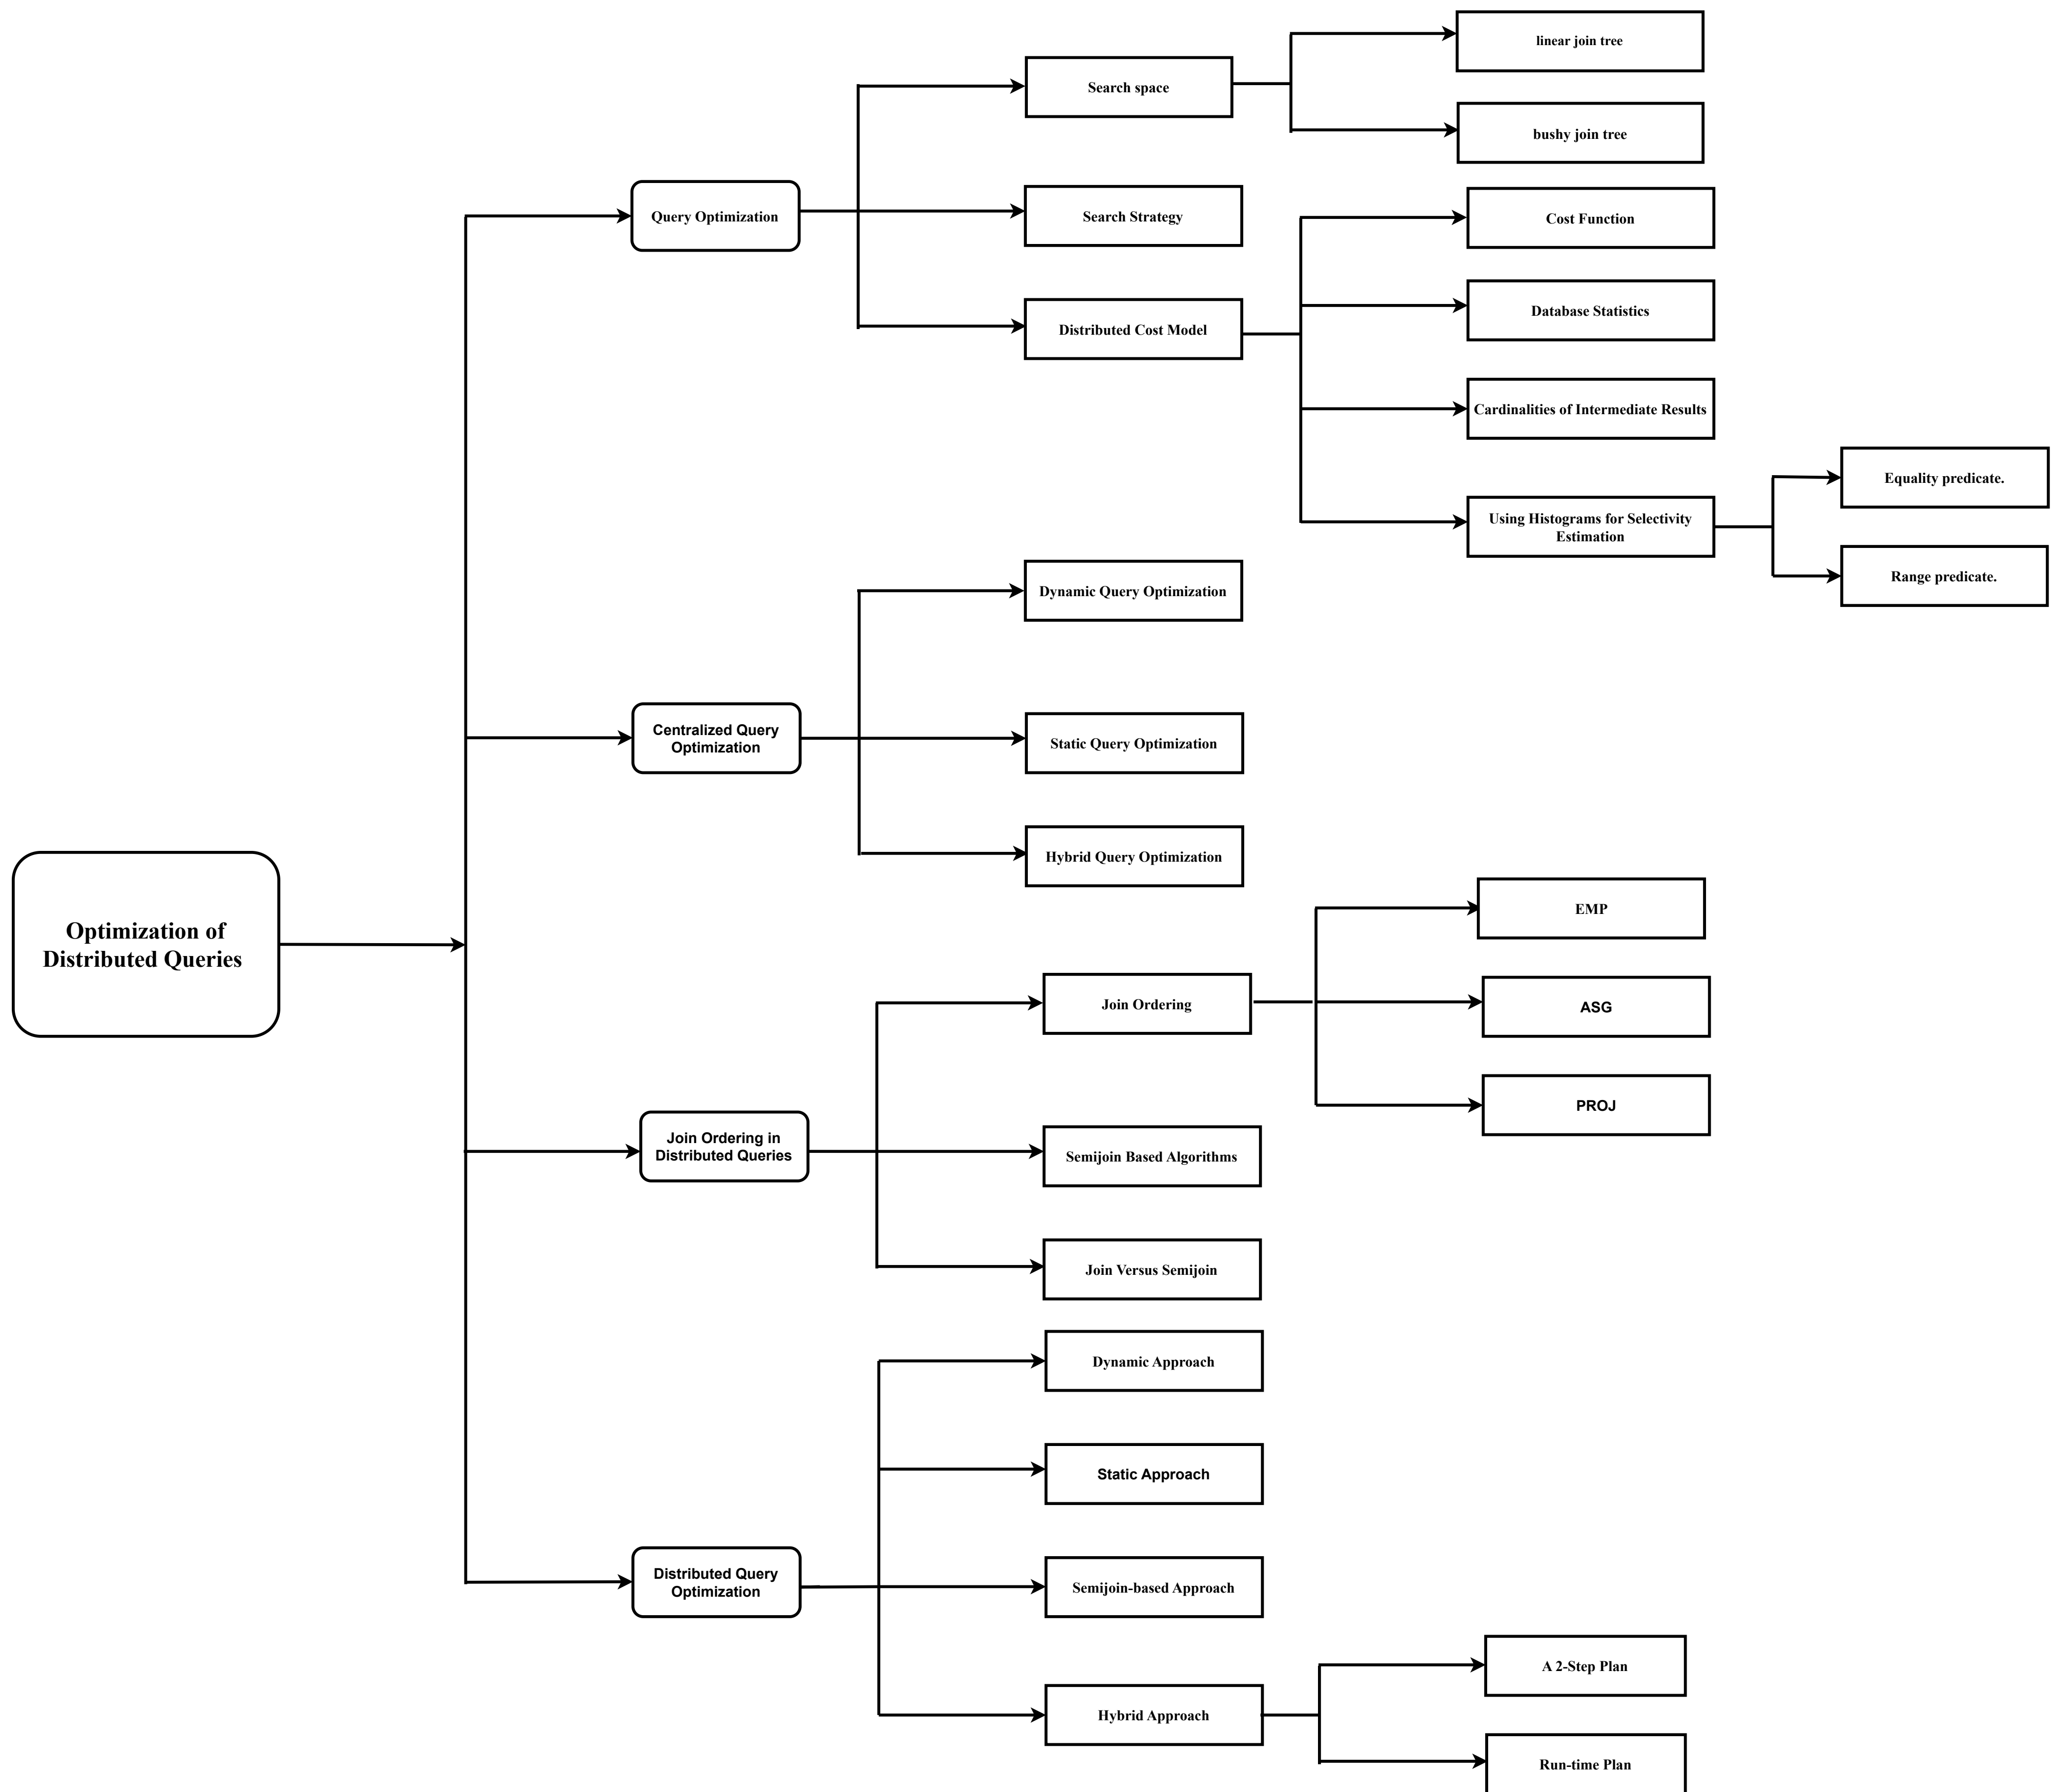 linear join tree
Search space
bushy join tree
Query Optimization
Search Strategy
Cost Function
Database Statistics
Distributed Cost Model
Cardinalities of Intermediate Results
Equality predicate.
Using Histograms for Selectivity
Estimation
Range predicate.
Dynamic Query Optimization
Centralized Query
Optimization
Static Query Optimization
Hybrid Query Optimization
Optimization of
Distributed Queries
EMP
Join Ordering
ASG
PROJ
Join Ordering in
Distributed Queries
Semijoin Based Algorithms
Join Versus Semijoin
Dynamic Approach
Static Approach
Distributed Query
Optimization
Semijoin-based Approach
A 2-Step Plan
Hybrid Approach
Run-time Plan